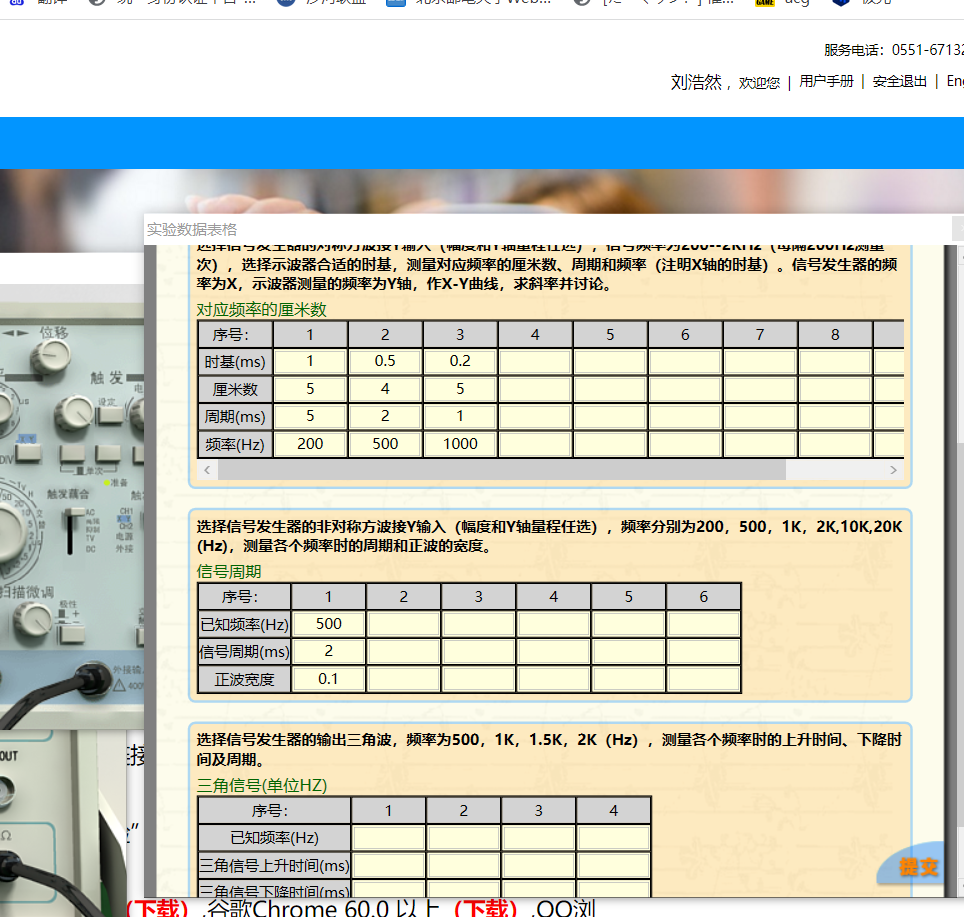 服务电话：0551-6713
刘浩然，欢迎您 | 用户手册 | 安全退出 | Eng
实验数据表格
选择信号发生器的对称方波接Y输入（幅度和Y轴量程任选），信号频率为200--2KHz（每隔200Hz测量
次），选择示波器合适的时基，测量对应频率的厘米数、周期和频率（注明X轴的时基）。信号发生器的频
率为X，示波器测量的频率为Y轴，作X-Y曲线，求斜率并讨论。
对应频率的厘米数
序号: 1 2 3 4 5 6 7 8
时基(ms) 1 0.5 0.2
厘米数 5 4 5
周期(ms) 5 2 1
频率(Hz) 200 500 1000
选择信号发生器的非对称方波接Y输入（幅度和Y轴量程任选），频率分别为200，500，1K，2K,10K,20K
(Hz)，测量各个频率时的周期和正波的宽度。
信号周期
序号: 1 2 3 4 5 6
已知频率(Hz) 500
信号周期(ms) 2
正波宽度 0.1
选择信号发生器的输出三角波，频率为500，1K，1.5K，2K（Hz），测量各个频率时的上升时间、下降时
间及周期。
三角信号(单位HZ)
序号: 1 2 3 4
已知频率(Hz)
三角信号上升时间(ms)
三角信号下降时间(ms)
提交
位移
触发
设定
单次
准备
触发藕合
AC
TV
DC
CH1
CH2
电源
外接
扫描微调
极性
OUT
Ω
（下载）,谷歌Chrome 60.0 以上（下载）,QQ浏